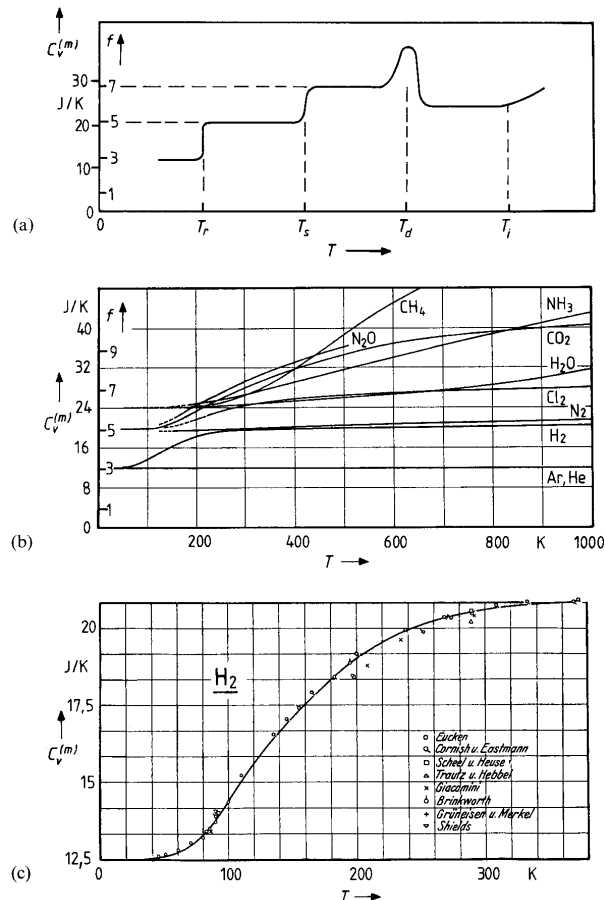 C_v^(m) f
J/K
30
20
10
0
7
5
3
1
T_r T_s T_d T_i
T
(a)
J/K f
40
32
24
16
8
0
9
7
5
3
1
C_v^(m)
CH4
N2O
NH3
CO2
H2O
Cl2
N2
H2
Ar, He
200 400 600 800 K 1000
T
(b)
20
J/K
17,5
C_v^(m)
15
12,5
H2
Eucken
Cornish u. Eastmann
Scheel u. Heuse
Trautz u. Hebbel
Giacomini
Brinkworth
Grüneisen u. Merkel
Shields
0 100 200 300 K
T
(c)